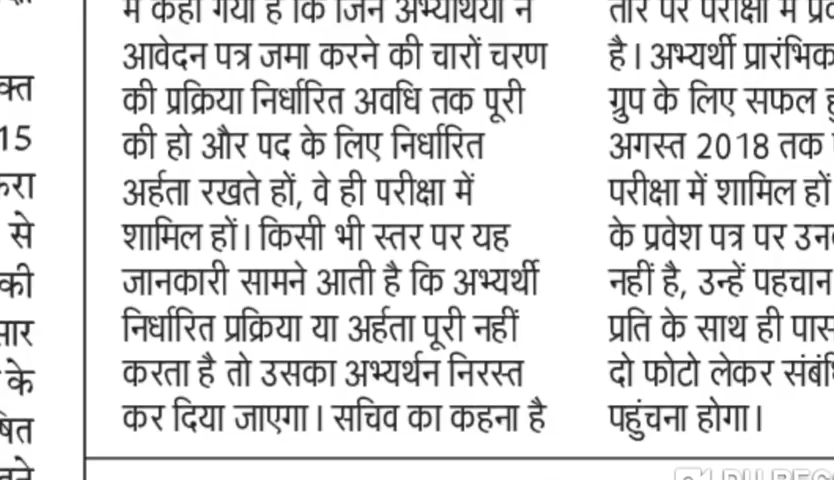 में कहा गया है कि जिन अभ्यर्थियों ने
आवेदन पत्र जमा करने की चारों चरण
की प्रक्रिया निर्धारित अवधि तक पूरी
की हो और पद के लिए निर्धारित
अर्हता रखते हों, वे ही परीक्षा में
शामिल हों। किसी भी स्तर पर यह
जानकारी सामने आती है कि अभ्यर्थी
निर्धारित प्रक्रिया या अर्हता पूरी नहीं
करता है तो उसका अभ्यर्थन निरस्त
कर दिया जाएगा। सचिव का कहना है
तौर पर परीक्षा में
है। अभ्यर्थी प्रारंभिक
ग्रुप के लिए सफल
अगस्त 2018 तक
परीक्षा में शामिल हों
के प्रवेश पत्र पर
नहीं है, उन्हें पहचान
प्रति के साथ ही पास
दो फोटो लेकर
पहुंचना होगा।
15
से
की
के